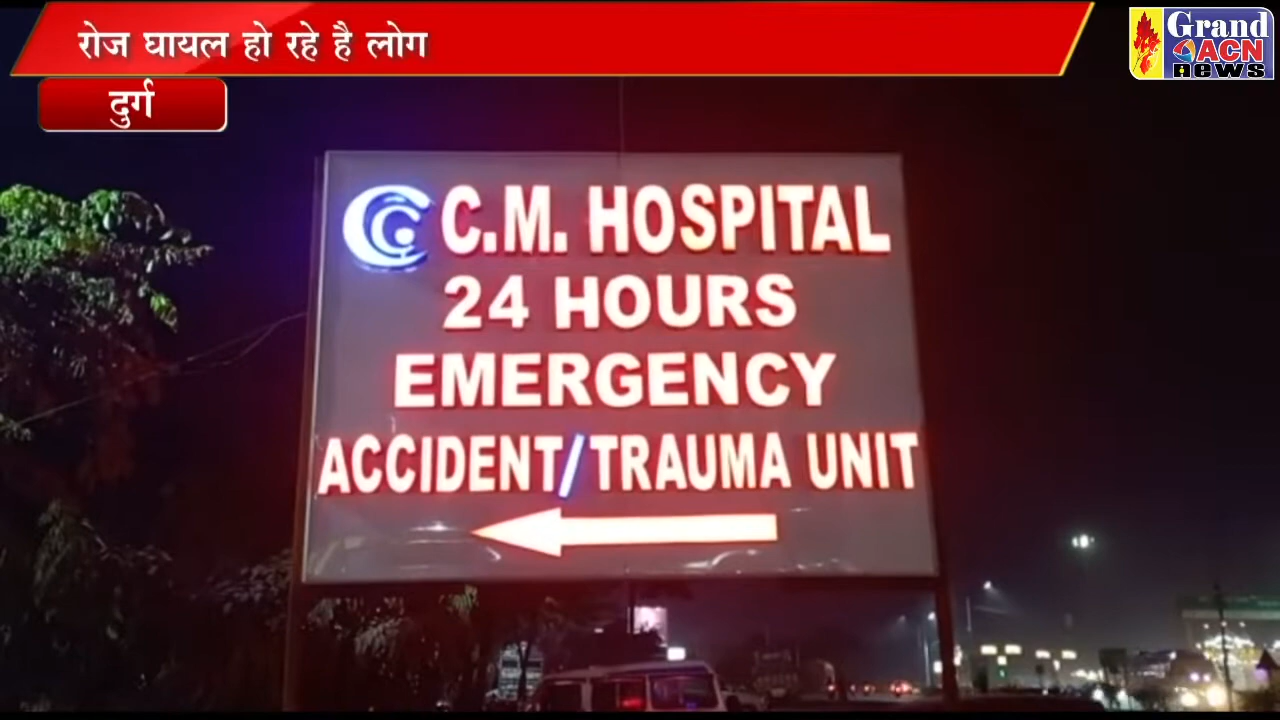 रोज घायल हो रहे है लोग
Grand
ACN
news
दुर्ग
C.M. HOSPITAL
24 HOURS
EMERGENCY
ACCIDENT/TRAUMA UNIT